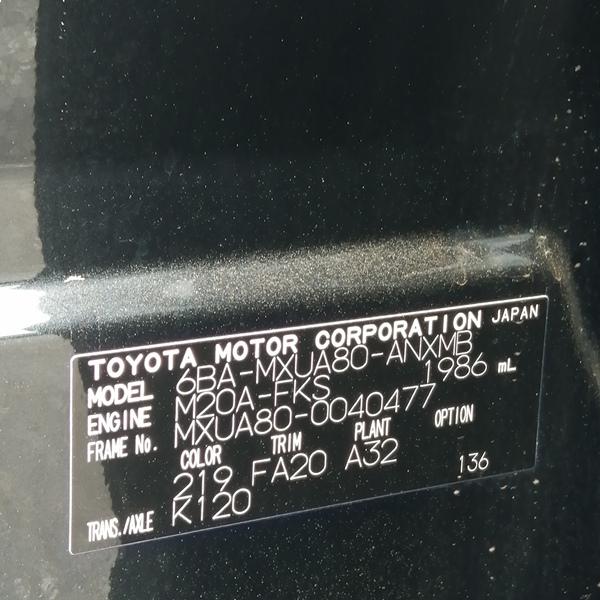 TOYOTA MOTOR CORPORATION JAPAN
MODEL 6BA-MXUA80-ANXMB
ENGINE M20A-FKS 1986 mL
FRAME No. MXUA80-0040477
COLOR TRIM PLANT OPTION
219 FA20 A32 136
TRANS./AXLE K120